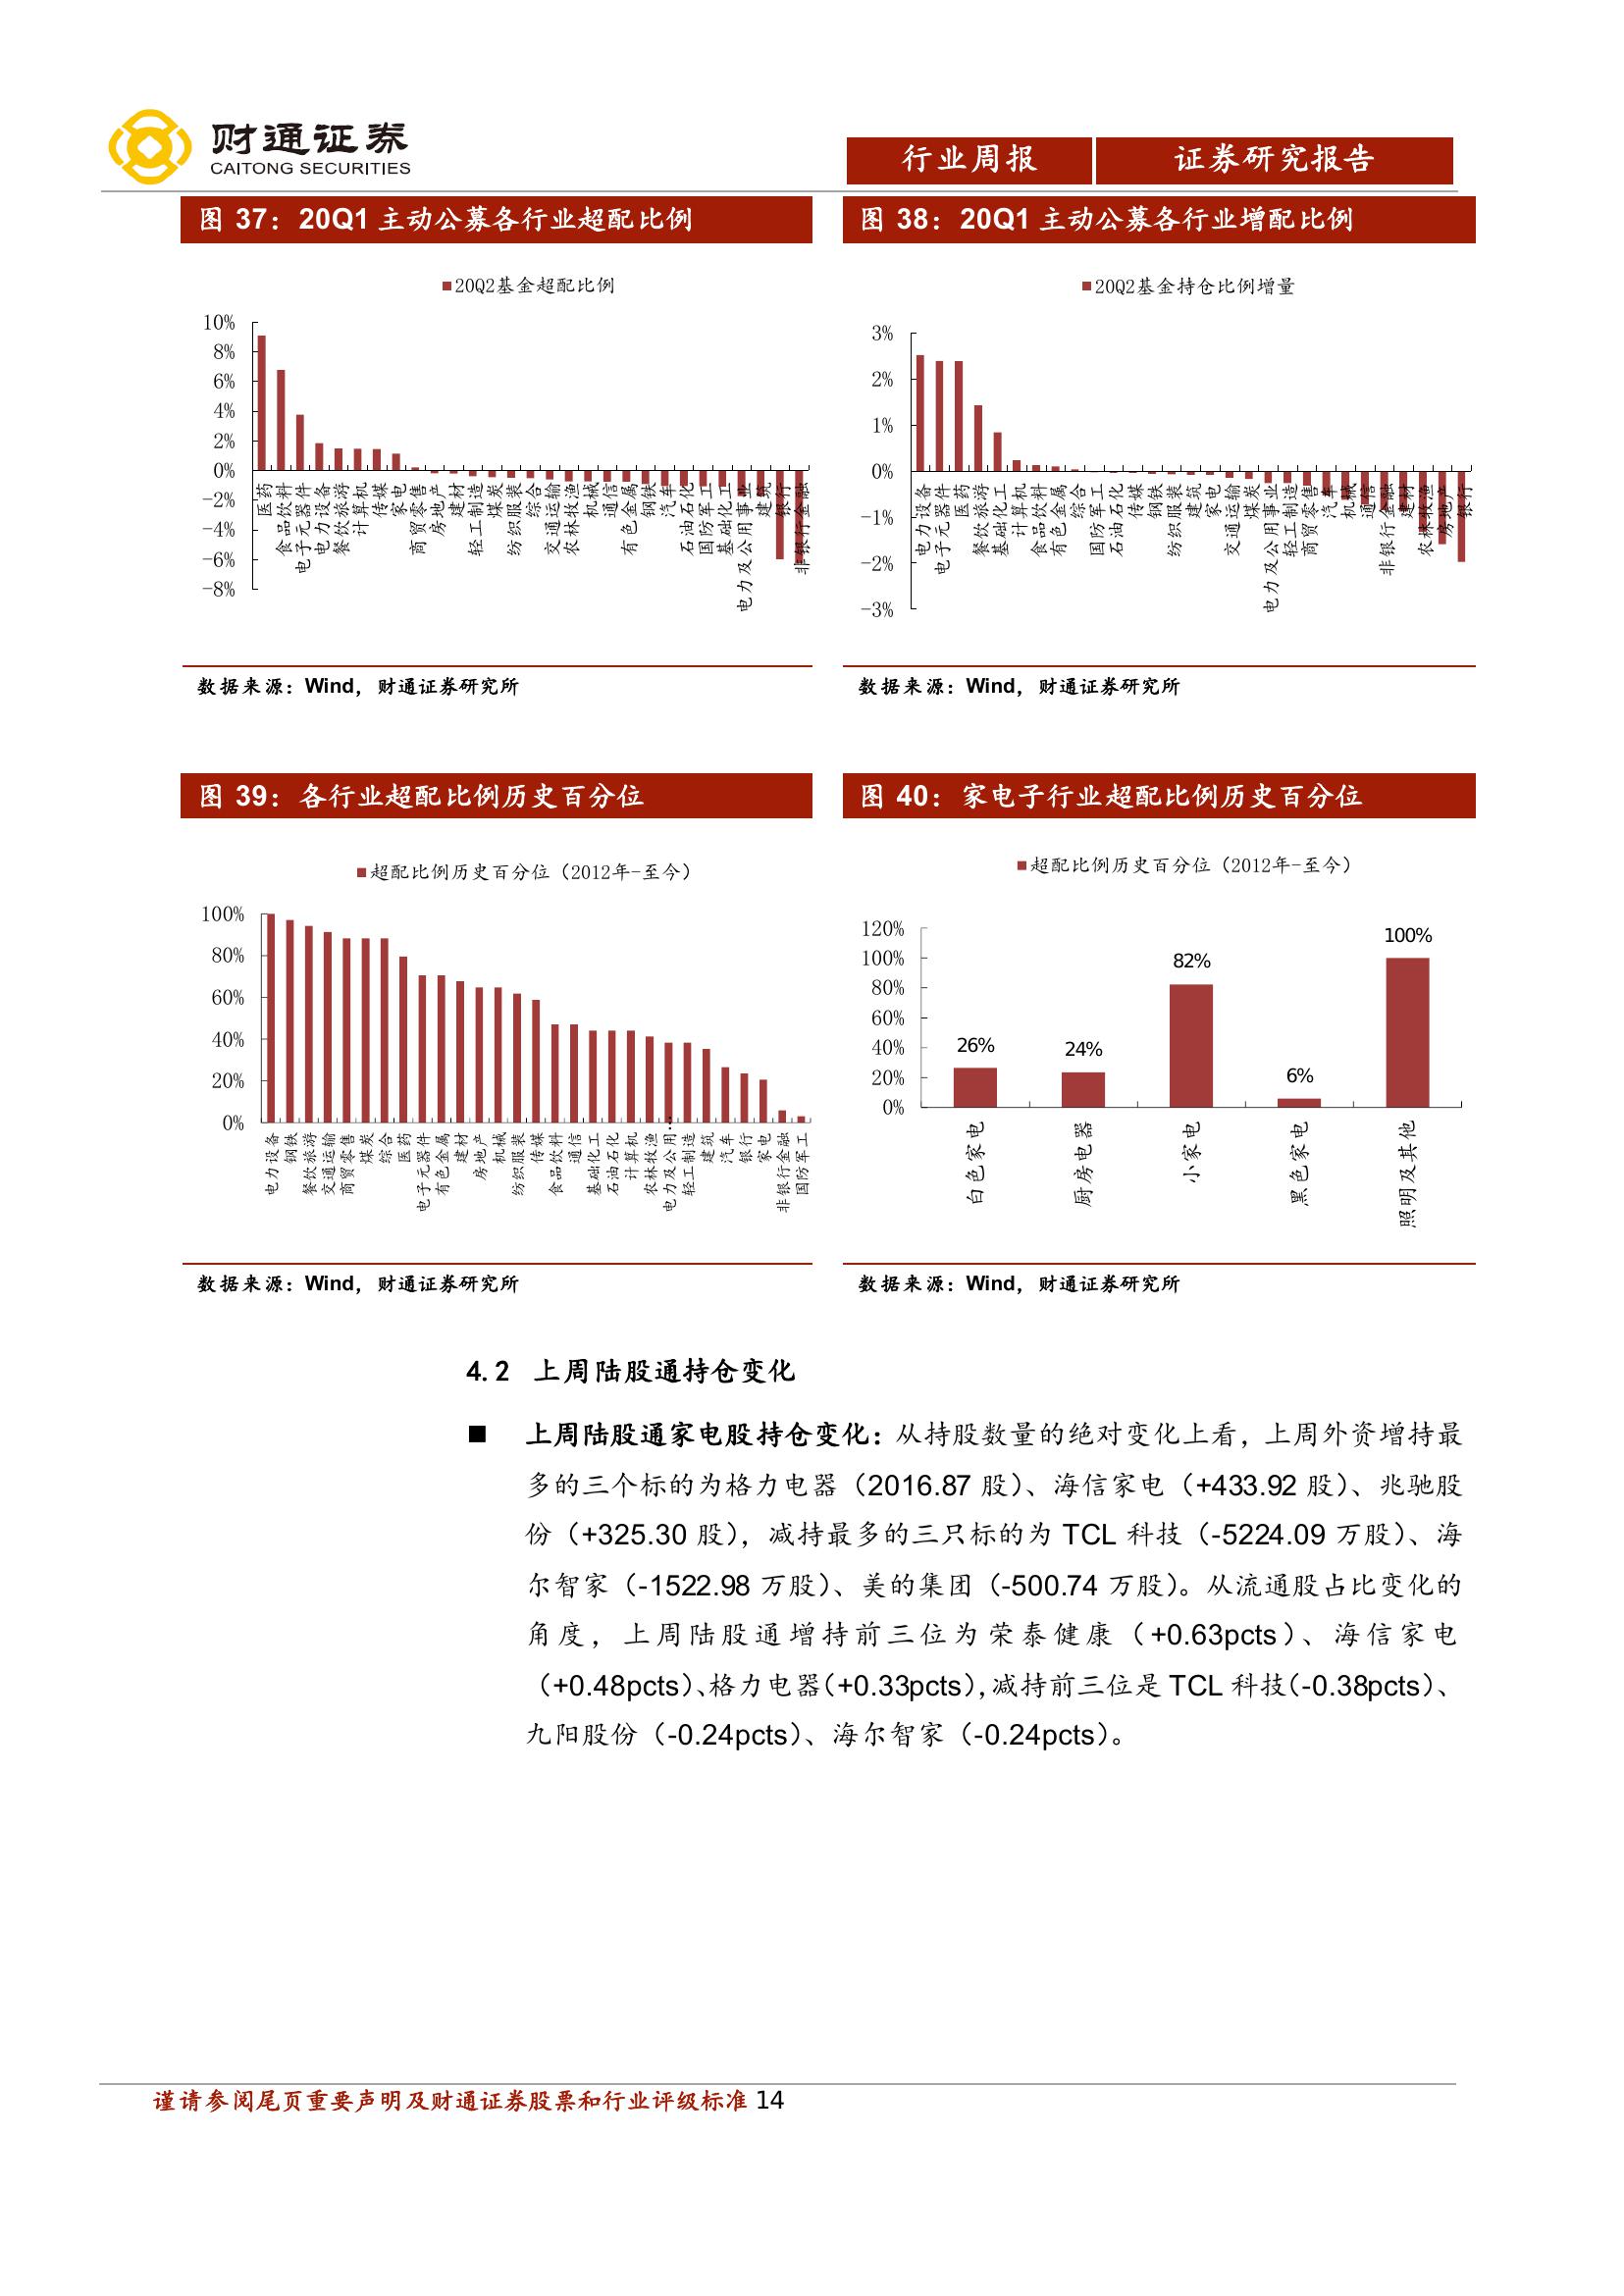 财通证券
CAITONG SECURITIES
行业周报
证券研究报告
图 37：20Q1 主动公募各行业超配比例
20Q2基金超配比例
10%
8%
6%
4%
2%
0%
-2%
-4%
-6%
-8%
医药
食品饮料
电子元器件
电力设备
餐饮旅游
计算机
传媒
家电
商贸零售
房地产
建材
轻工制造
煤炭
纺织服装
综合
交通运输
农林牧渔
机械
通信
有色金属
钢铁
汽车
石油石化
国防军工
基础化工
电力及公用事业
建筑
银行
非银行金融
数据来源：Wind，财通证券研究所
图 38：20Q1 主动公募各行业增配比例
20Q2基金持仓比例增量
3%
2%
1%
0%
-1%
-2%
-3%
电力设备
电子元器件
医药
餐饮旅游
基础化工
计算机
食品饮料
有色金属
综合
国防军工
石油石化
传媒
钢铁
纺织服装
建筑
家电
交通运输
煤炭
电力及公用事业
轻工制造
商贸零售
汽车
机械
通信
非银行金融
建材
农林牧渔
房地产
银行
数据来源：Wind，财通证券研究所
图 39：各行业超配比例历史百分位
超配比例历史百分位（2012年-至今）
100%
80%
60%
40%
20%
0%
电力设备
钢铁
餐饮旅游
交通运输
商贸零售
煤炭
综合
医药
电子元器件
有色金属
建材
房地产
机械
纺织服装
传媒
食品饮料
通信
基础化工
石油石化
计算机
农林牧渔
电力及公用…
轻工制造
建筑
汽车
银行
家电
非银行金融
国防军工
数据来源：Wind，财通证券研究所
图 40：家电子行业超配比例历史百分位
超配比例历史百分位（2012年-至今）
120%
100%
80%
60%
40%
20%
0%
26%
24%
82%
6%
100%
白色家电
厨房电器
小家电
黑色家电
照明及其他
数据来源：Wind，财通证券研究所
4.2 上周陆股通持仓变化
■ 上周陆股通家电股持仓变化：从持股数量的绝对变化上看，上周外资增持最
多的三个标的为格力电器（2016.87 股）、海信家电（+433.92 股）、兆驰股
份（+325.30 股），减持最多的三只标的为 TCL 科技（-5224.09 万股）、海
尔智家（-1522.98 万股）、美的集团（-500.74 万股）。从流通股占比变化的
角度，上周陆股通增持前三位为荣泰健康（+0.63pcts）、海信家电
（+0.48pcts）、格力电器（+0.33pcts），减持前三位是 TCL 科技（-0.38pcts）、
九阳股份（-0.24pcts）、海尔智家（-0.24pcts）。
谨请参阅尾页重要声明及财通证券股票和行业评级标准 14